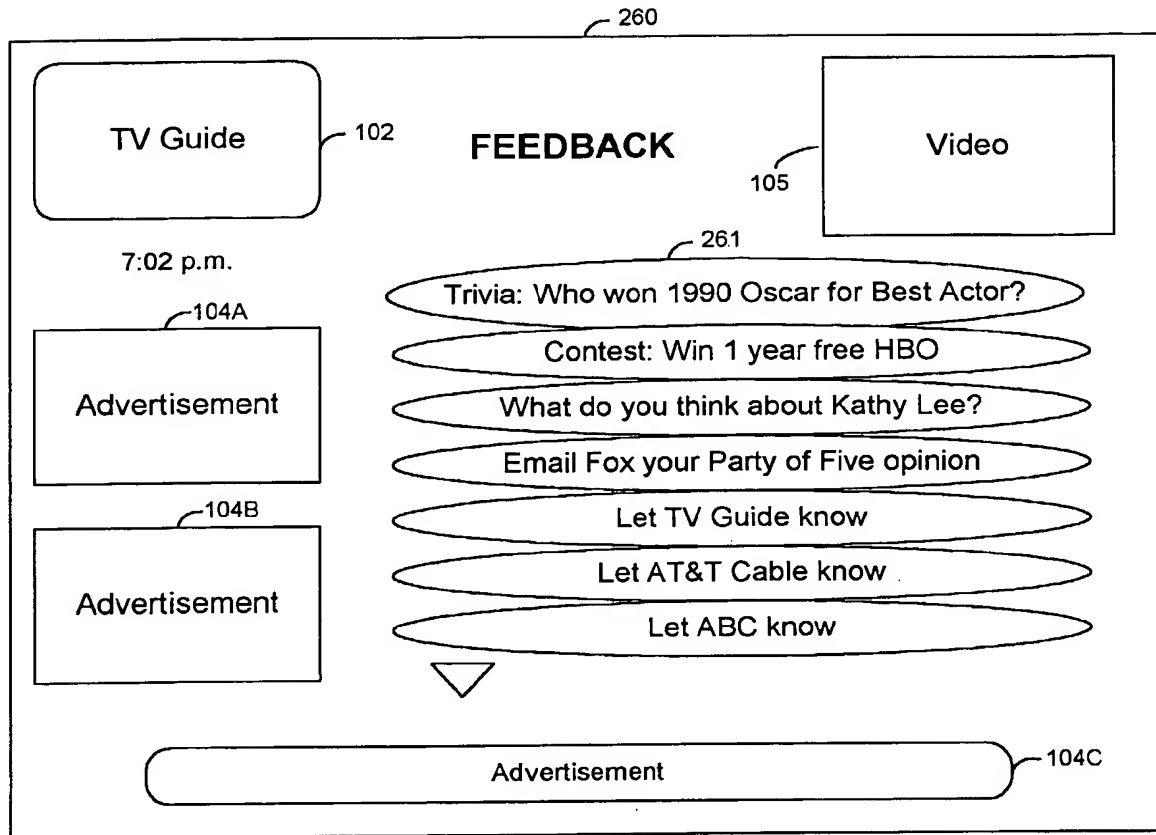 260
TV Guide
102
FEEDBACK
105
Video
7:02 p.m.
261
Trivia: Who won 1990 Oscar for Best Actor?
104A
Contest: Win 1 year free HBO
Advertisement
What do you think about Kathy Lee?
Email Fox your Party of Five opinion
104B
Let TV Guide know
Advertisement
Let AT&T Cable know
Let ABC know
Advertisement
104C